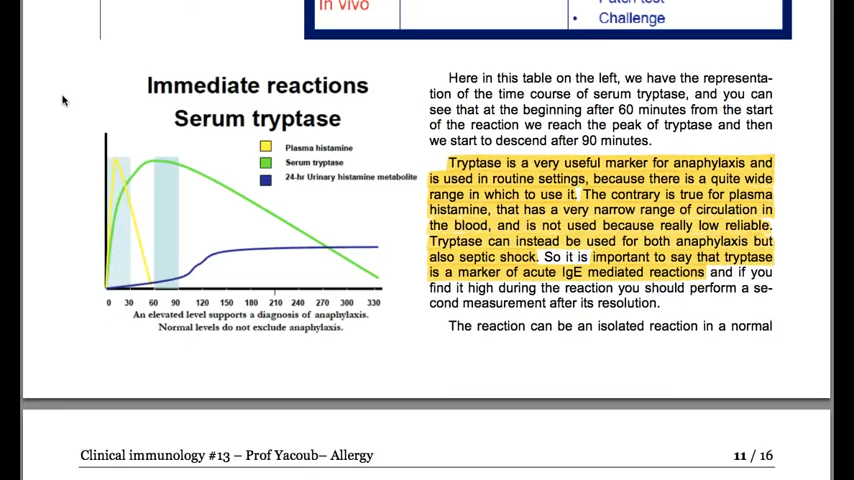 In vivo
Patch test
• Challenge
Immediate reactions
Serum tryptase
Plasma histamine
Serum tryptase
24-hr Urinary histamine metabolite
0 30 60 90 120 150 180 210 240 270 300 330
An elevated level supports a diagnosis of anaphylaxis.
Normal levels do not exclude anaphylaxis.
Here in this table on the left, we have the representa-
tion of the time course of serum tryptase, and you can
see that at the beginning after 60 minutes from the start
of the reaction we reach the peak of tryptase and then
we start to descend after 90 minutes.
Tryptase is a very useful marker for anaphylaxis and
is used in routine settings, because there is a quite wide
range in which to use it. The contrary is true for plasma
histamine, that has a very narrow range of circulation in
the blood, and is not used because really low reliable.
Tryptase can instead be used for both anaphylaxis but
also septic shock. So it is important to say that tryptase
is a marker of acute IgE mediated reactions and if you
find it high during the reaction you should perform a se-
cond measurement after its resolution.
The reaction can be an isolated reaction in a normal
Clinical immunology #13 – Prof Yacoub– Allergy
11 / 16